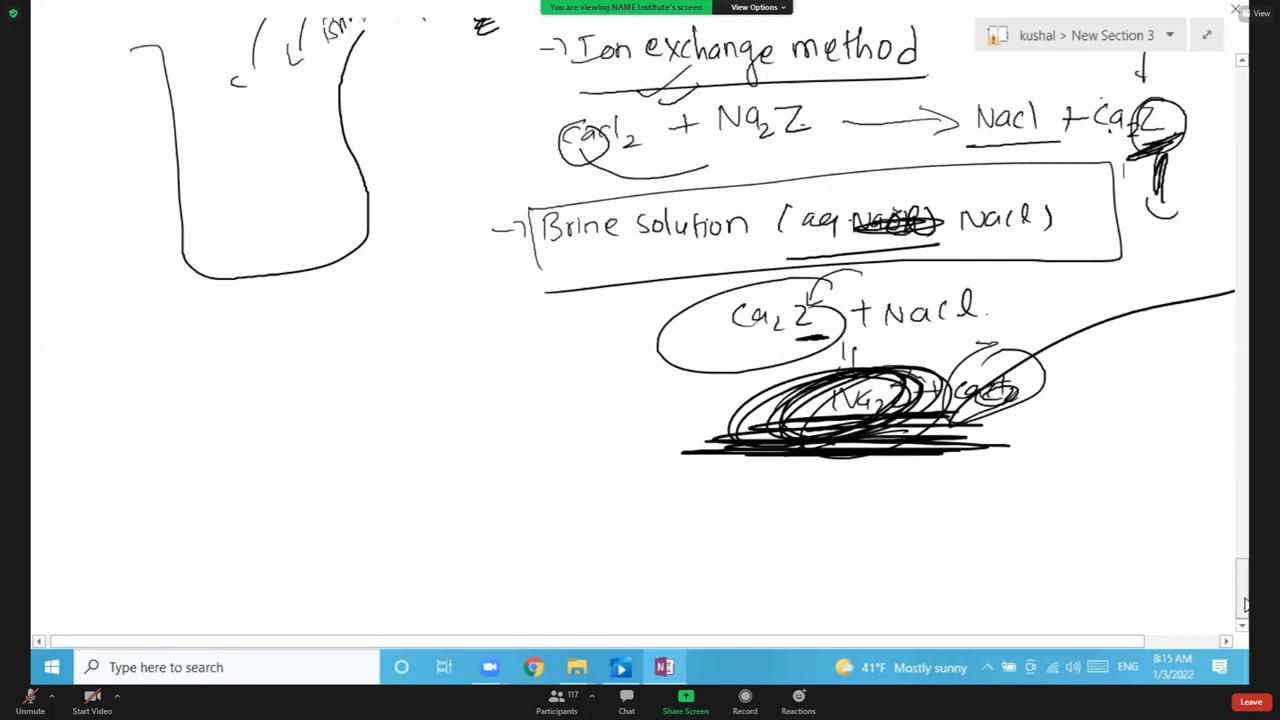 You are viewing NAME Institute's screen
View Options
View
kushal > New Section 3
→ Ion exchange method
CaCl2 + Na2Z → NaCl + Ca2Z
→ Brine solution (aq NaCl)
Ca2Z + NaCl.
Na2Z +
Type here to search
41°F Mostly sunny
ENG
8:15 AM
1/3/2022
Unmute
Start Video
117
Participants
Chat
Share Screen
Record
Reactions
Leave